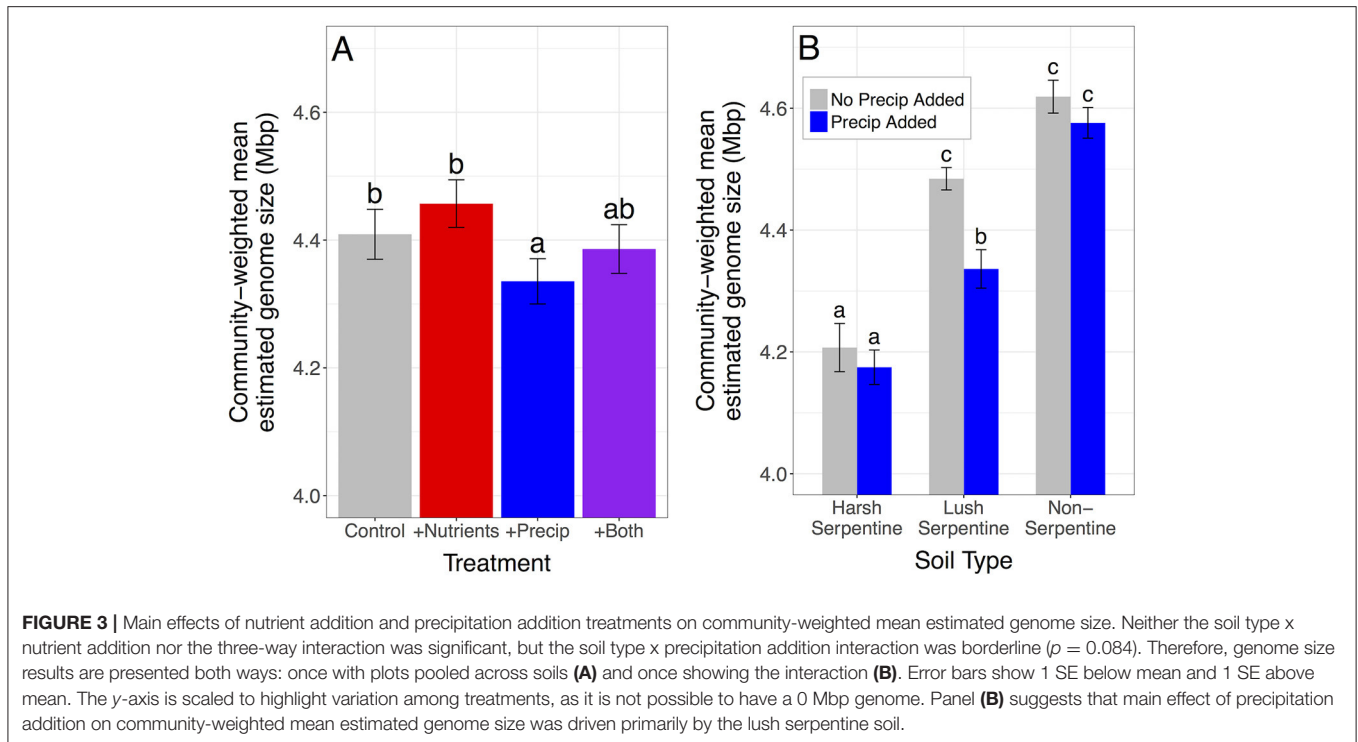 A
Community-weighted mean
estimated genome size (Mbp)
4.6
4.4
4.2
4.0
b
b
a
ab
Control
+Nutrients
+Precip
+Both
Treatment
B
Community-weighted mean
estimated genome size (Mbp)
4.6
4.4
4.2
4.0
No Precip Added
Precip Added
a
a
c
b
c
c
Harsh
Serpentine
Lush
Serpentine
Non-
Serpentine
Soil Type
FIGURE 3 | Main effects of nutrient addition and precipitation addition treatments on community-weighted mean estimated genome size. Neither the soil type x
nutrient addition nor the three-way interaction was significant, but the soil type x precipitation addition interaction was borderline (p = 0.084). Therefore, genome size
results are presented both ways: once with plots pooled across soils (A) and once showing the interaction (B). Error bars show 1 SE below mean and 1 SE above
mean. The y-axis is scaled to highlight variation among treatments, as it is not possible to have a 0 Mbp genome. Panel (B) suggests that main effect of precipitation
addition on community-weighted mean estimated genome size was driven primarily by the lush serpentine soil.